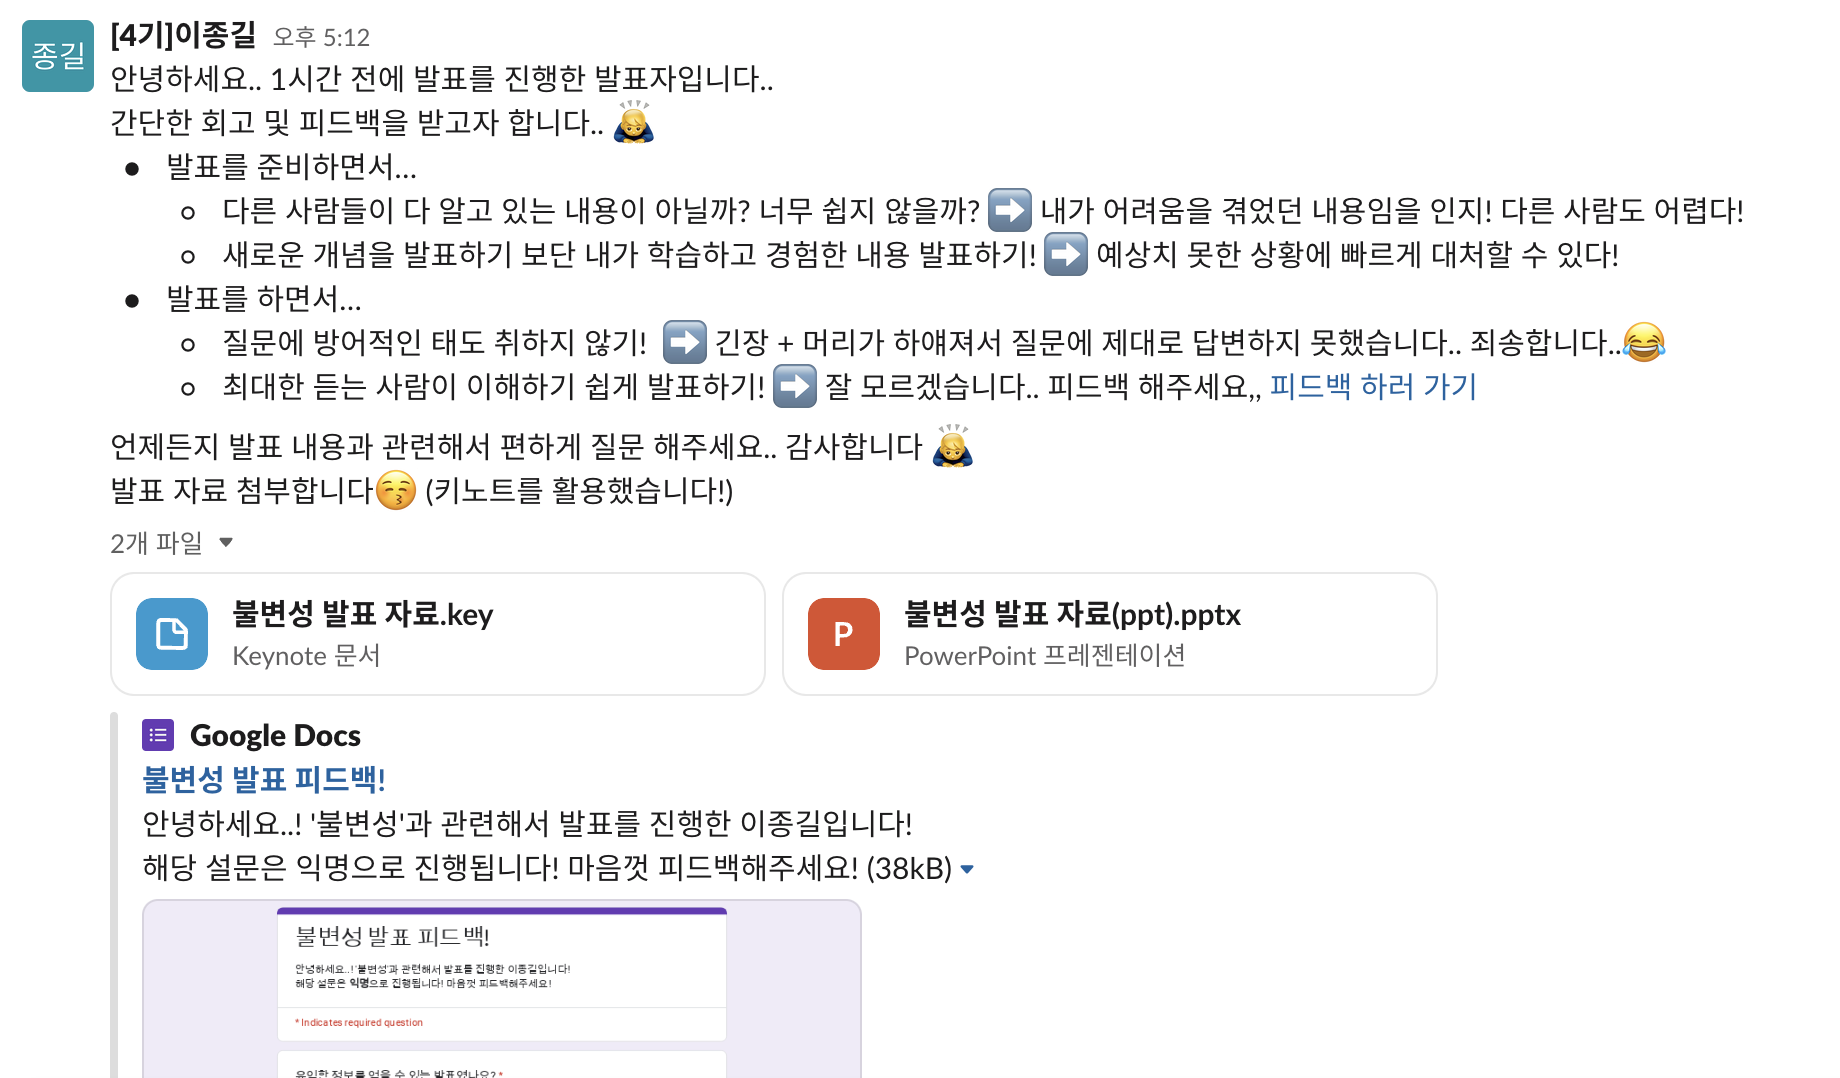 종길
[4기]이종길 오후 5:12
안녕하세요.. 1시간 전에 발표를 진행한 발표자입니다..
간단한 회고 및 피드백을 받고자 합니다.. 🙇
● 발표를 준비하면서...
○ 다른 사람들이 다 알고 있는 내용이 아닐까? 너무 쉽지 않을까? ➡️ 내가 어려움을 겪었던 내용임을 인지! 다른 사람도 어렵다!
○ 새로운 개념을 발표하기 보단 내가 학습하고 경험한 내용 발표하기! ➡️ 예상치 못한 상황에 빠르게 대처할 수 있다!
● 발표를 하면서...
○ 질문에 방어적인 태도 취하지 않기! ➡️ 긴장 + 머리가 하얘져서 질문에 제대로 답변하지 못했습니다.. 죄송합니다..😂
○ 최대한 듣는 사람이 이해하기 쉽게 발표하기! ➡️ 잘 모르겠습니다.. 피드백 해주세요,, 피드백 하러 가기
언제든지 발표 내용과 관련해서 편하게 질문 해주세요.. 감사합니다 🙇
발표 자료 첨부합니다😚 (키노트를 활용했습니다!)
2개 파일
불변성 발표 자료.key
Keynote 문서
P
불변성 발표 자료(ppt).pptx
PowerPoint 프레젠테이션
Google Docs
불변성 발표 피드백!
안녕하세요..! '불변성'과 관련해서 발표를 진행한 이종길입니다!
해당 설문은 익명으로 진행됩니다! 마음껏 피드백해주세요! (38kB)
불변성 발표 피드백!
안녕하세요..! '불변성'과 관련해서 발표를 진행한 이종길입니다!
해당 설문은 익명으로 진행됩니다! 마음껏 피드백해주세요!
* Indicates required question
유익한 정보를 얻을 수 있는 발표였나요? *